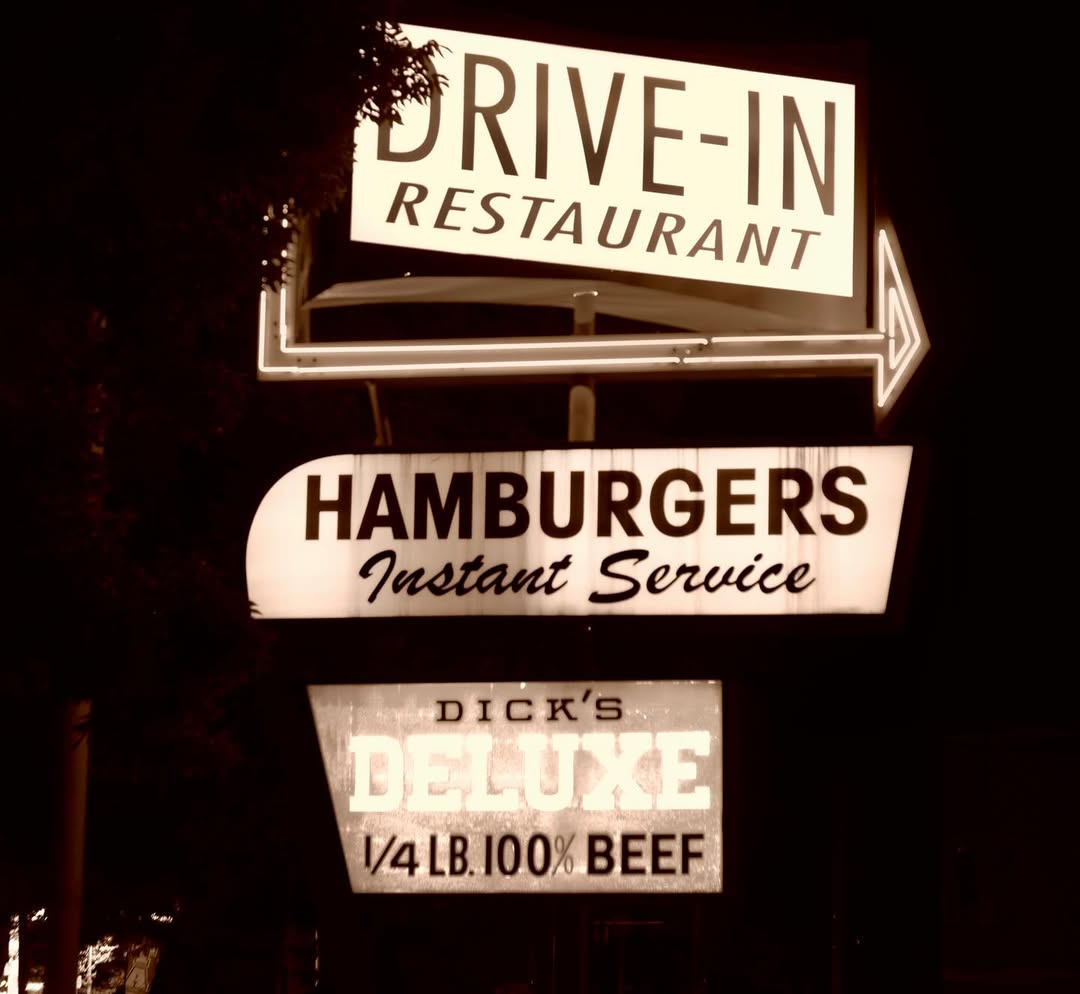 DRIVE-IN
RESTAURANT
HAMBURGERS
Instant Service
DICK'S
DELUXE
1/4 LB. 100% BEEF